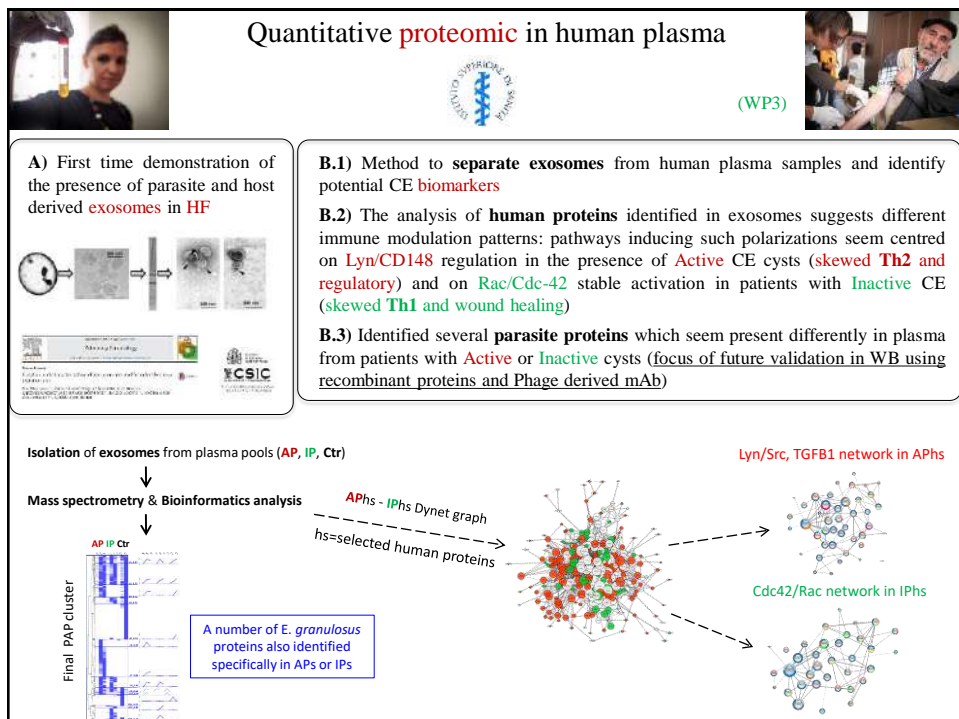 Quantitative proteomic in human plasma
ISTITUTO SUPERIORE DI SANITÀ
(WP3)
A) First time demonstration of
the presence of parasite and host
derived exosomes in HF
CSIC
B.1) Method to separate exosomes from human plasma samples and identify
potential CE biomarkers
B.2) The analysis of human proteins identified in exosomes suggests different
immune modulation patterns: pathways inducing such polarizations seem centred
on Lyn/CD148 regulation in the presence of Active CE cysts (skewed Th2 and
regulatory) and on Rac/Cdc-42 stable activation in patients with Inactive CE
(skewed Th1 and wound healing)
B.3) Identified several parasite proteins which seem present differently in plasma
from patients with Active or Inactive cysts (focus of future validation in WB using
recombinant proteins and Phage derived mAb)
Isolation of exosomes from plasma pools (AP, IP, Ctr)
Mass spectrometry & Bioinformatics analysis
AP IP Ctr
Final PAP cluster
A number of E. granulosus
proteins also identified
specifically in APs or IPs
APhs - IPhs Dynet graph
hs=selected human proteins
Lyn/Src, TGFB1 network in APhs
Cdc42/Rac network in IPhs